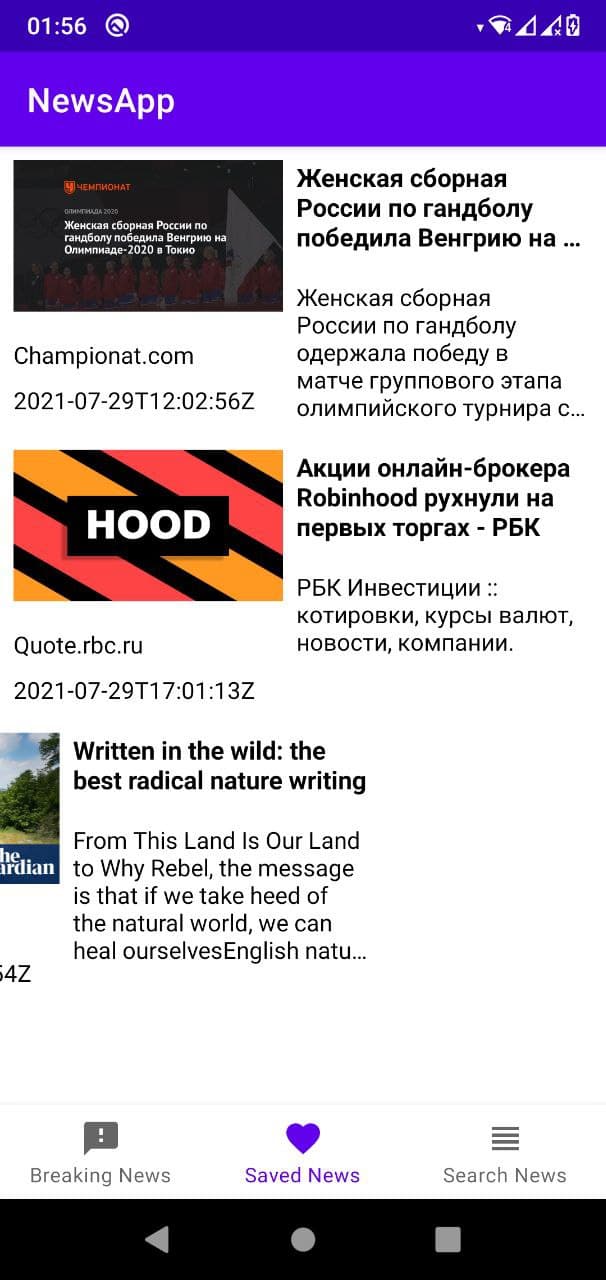 01:56
4
NewsApp
ЧЕМПИОНАТ
ОЛИМПИАДА 2020
Женская сборная России по
гандболу победила Венгрию на
Олимпиаде-2020 в Токио
Championat.com
2021-07-29T12:02:56Z
Женская сборная
России по гандболу
победила Венгрию на …
Женская сборная
России по гандболу
одержала победу в
матче группового этапа
олимпийского турнира с…
HOOD
Quote.rbc.ru
2021-07-29T17:01:13Z
Акции онлайн-брокера
Robinhood рухнули на
первых торгах - РБК
РБК Инвестиции ::
котировки, курсы валют,
новости, компании.
he
ardian
54Z
Written in the wild: the
best radical nature writing
From This Land Is Our Land
to Why Rebel, the message
is that if we take heed of
the natural world, we can
heal ourselvesEnglish natu…
Breaking News
Saved News
Search News